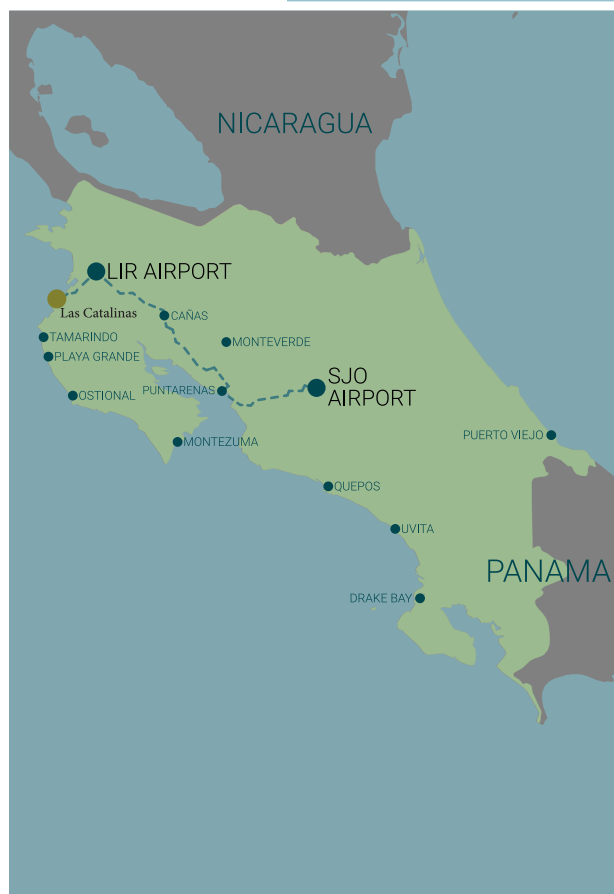 NICARAGUA
LIR AIRPORT
Las Catalinas
CAÑAS
TAMARINDO
MONTEVERDE
PLAYA GRANDE
SJO
AIRPORT
PUNTARENAS
OSTIONAL
PUERTO VIEJO
MONTEZUMA
QUEPOS
UVITA
PANAMA
DRAKE BAY